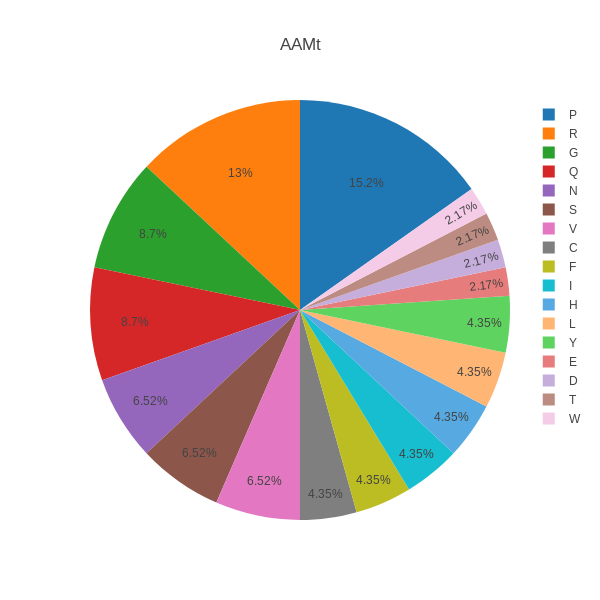 AAMt
15.2%
13%
8.7%
8.7%
6.52%
6.52%
6.52%
4.35%
4.35%
4.35%
4.35%
4.35%
4.35%
2.17%
2.17%
2.17%
2.17%
P
R
G
Q
N
S
V
C
F
I
H
L
Y
E
D
T
W